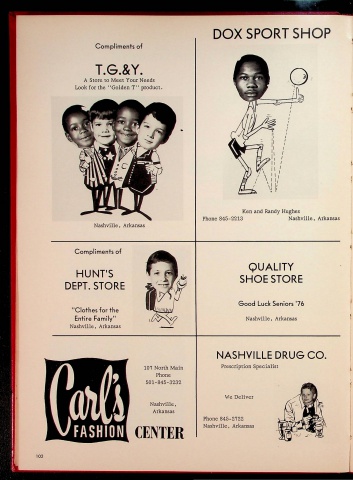 Compliments of
T.G.&Y.
A Store to Meet Your Needs
Look for the "Golden T" product.
Nashville, Arkansas
DOX SPORT SHOP
Ken and Randy Hughes
Phone 845-2213 Nashville, Arkansas
Compliments of
HUNT'S
DEPT. STORE
"Clothes for the
Entire Family"
Nashville, Arkansas
QUALITY
SHOE STORE
Good Luck Seniors '76
Nashville, Arkansas
Carl's
FASHION CENTER
107 North Main
Phone
501-845-3232
Nashville,
Arkansas
NASHVILLE DRUG CO.
Prescription Specialist
We Deliver
Phone 845-2722
Nashville, Arkansas
102